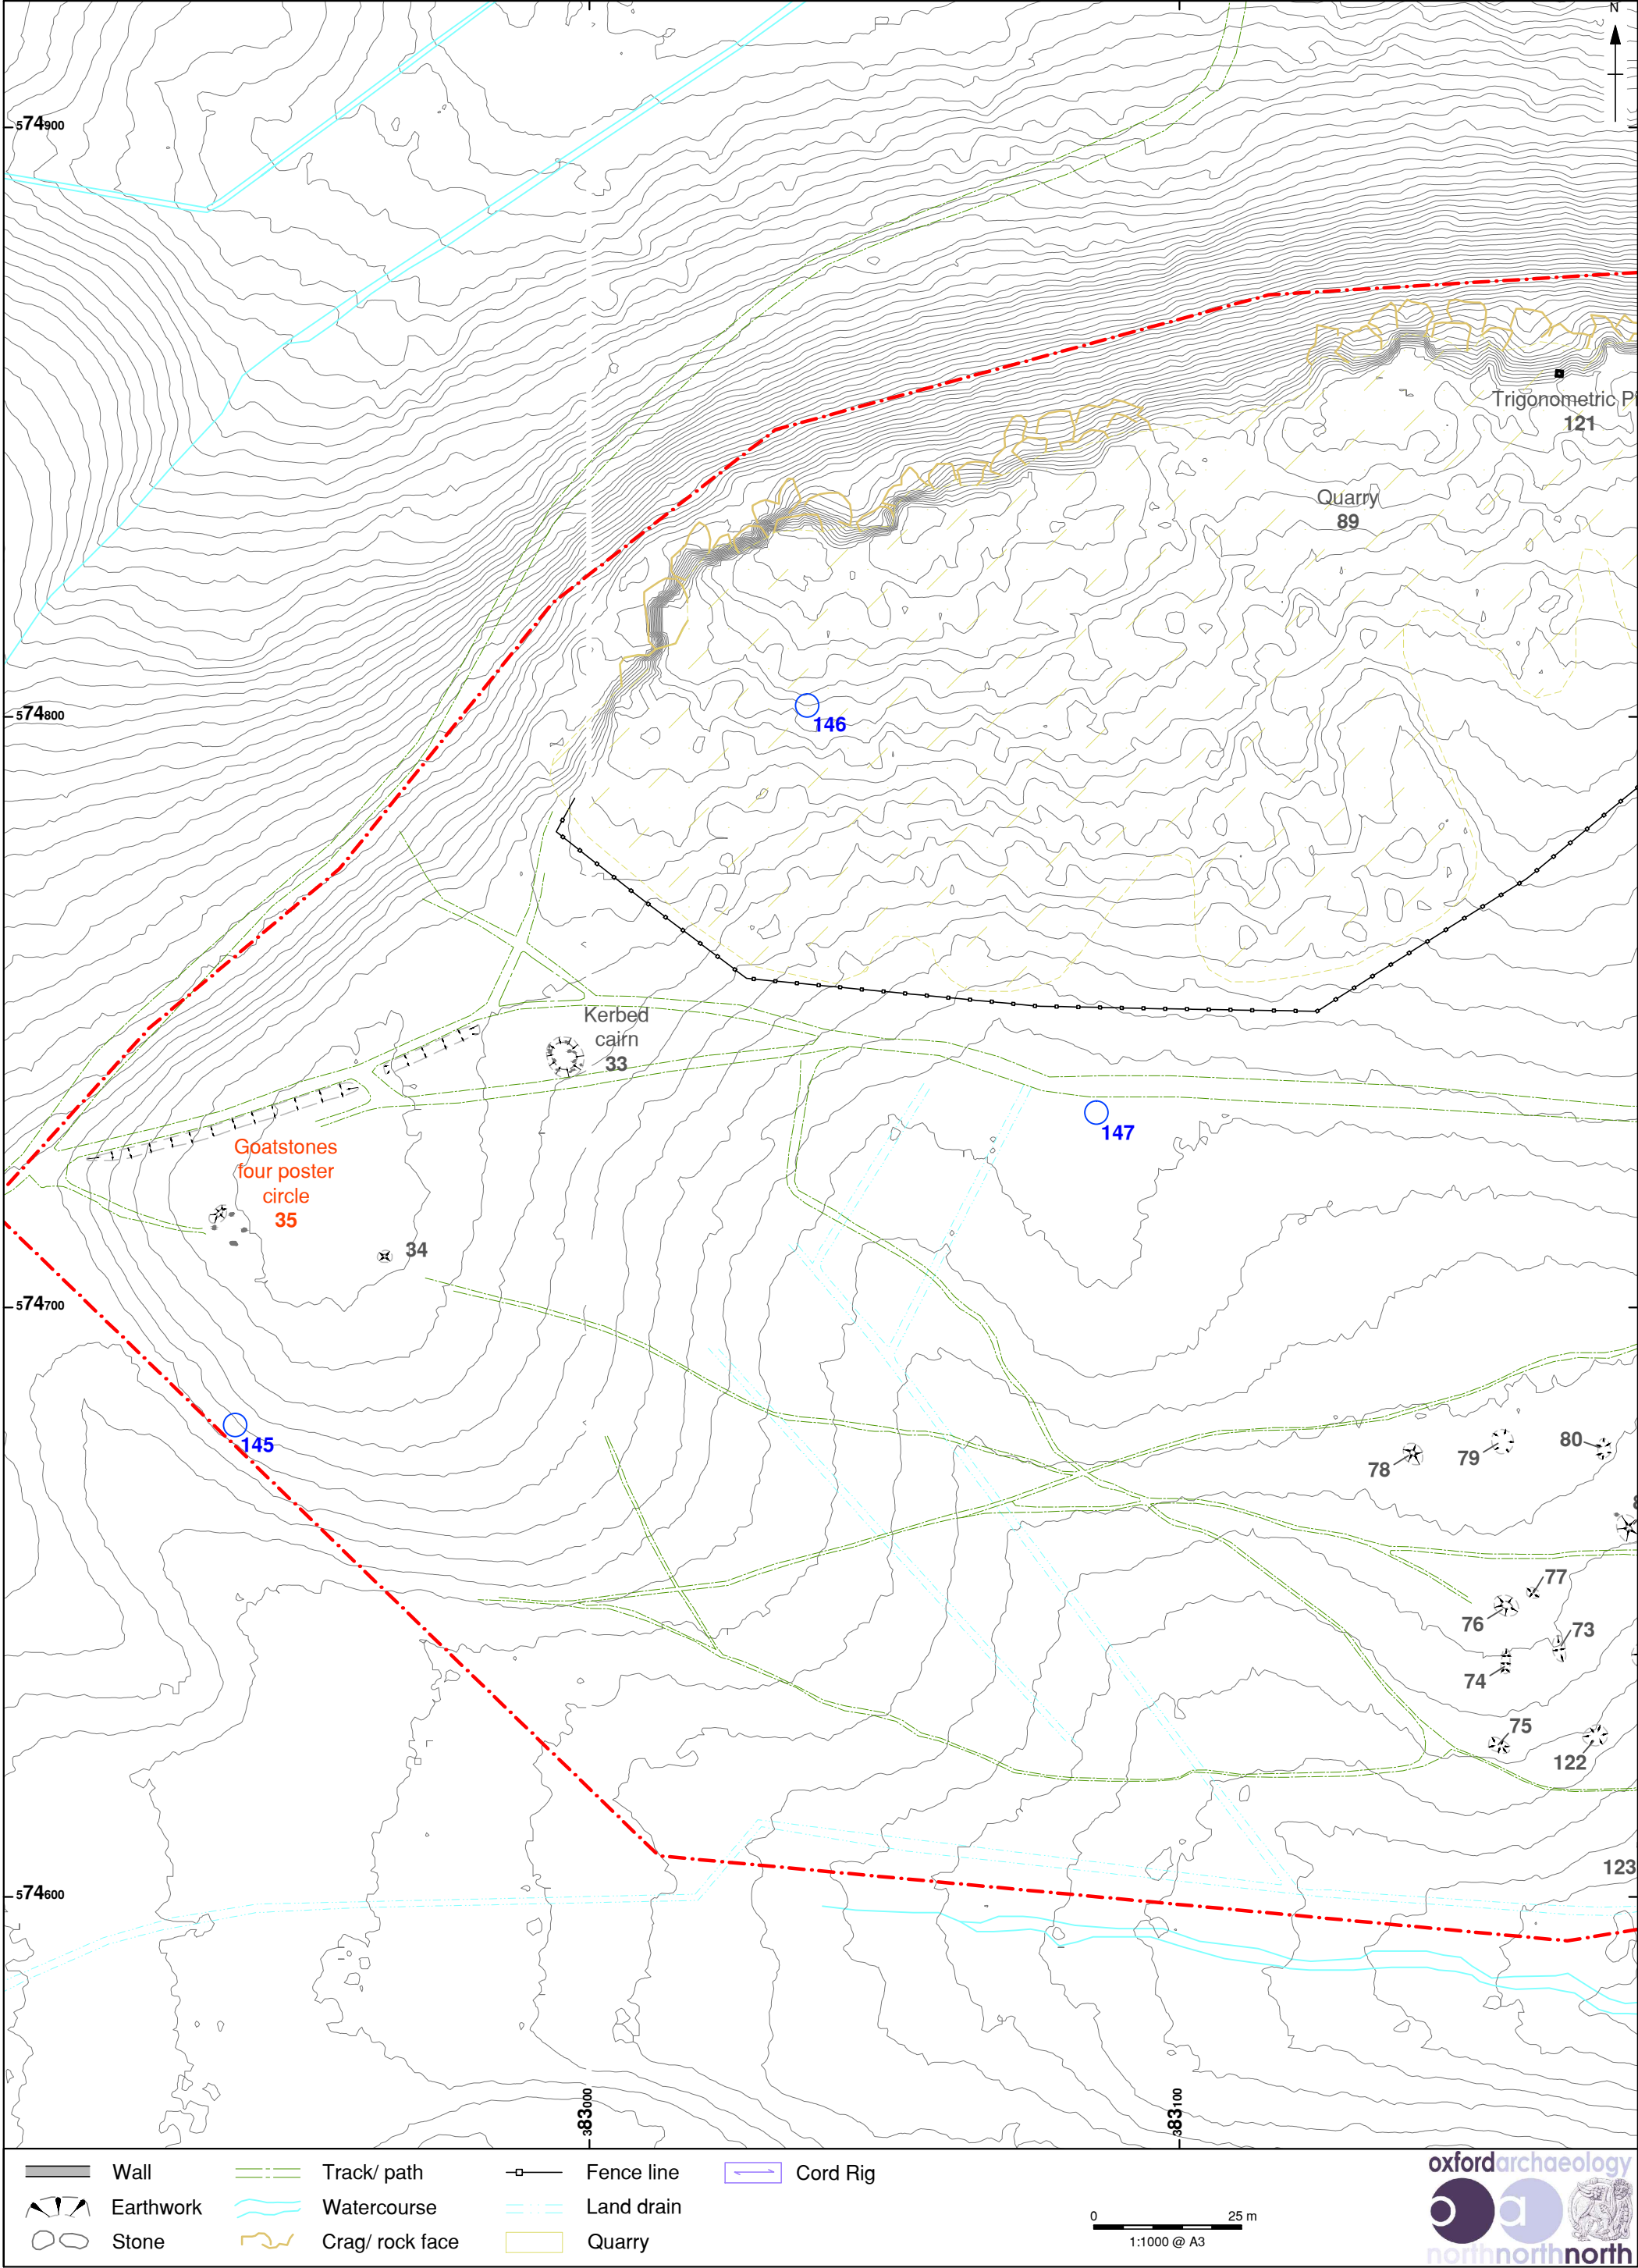 N
574900
Trigonometric Pi
121
Quarry
89
574800
146
Kerbed
cairn
33
147
Goatstones
four poster
circle
35
34
574700
145
78
79
80
8
77
76
73
74
75
122
123
574600
383000
383100
Wall
Track/ path
Fence line
Cord Rig
Earthwork
Watercourse
Land drain
Stone
Crag/ rock face
Quarry
0
25 m
1:1000 @ A3
oxfordarchaeology
northnorthnorth